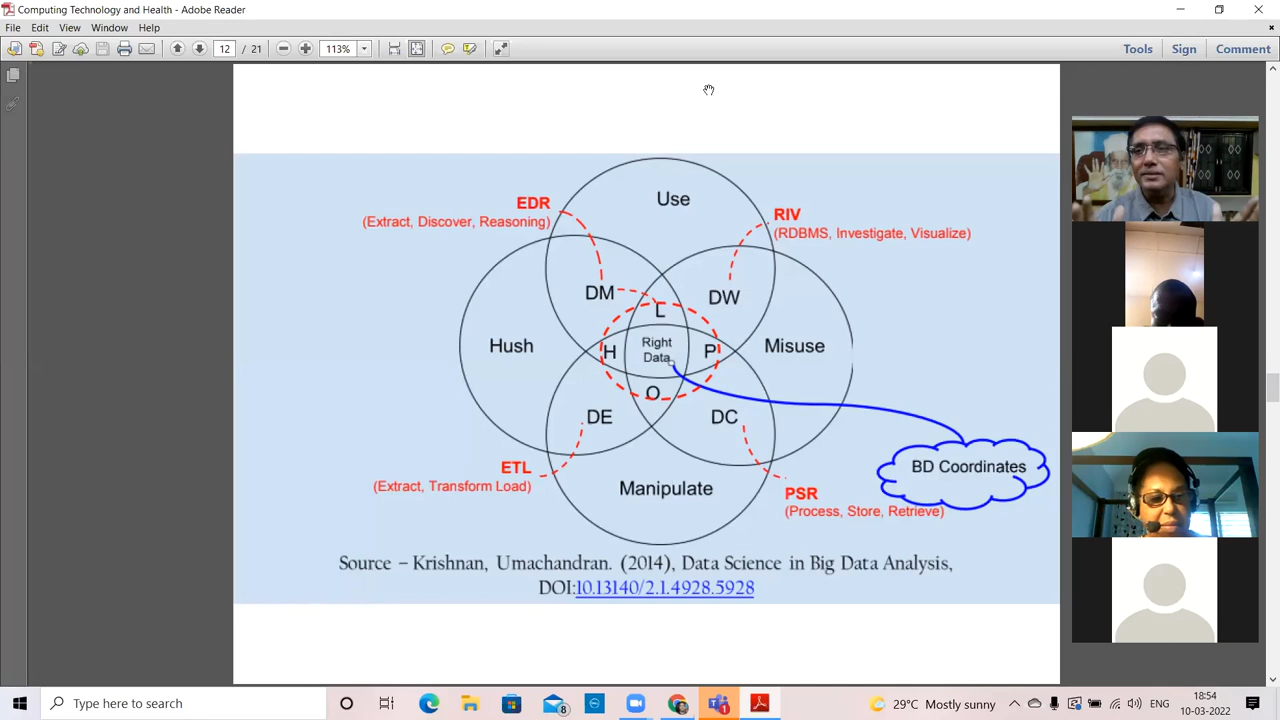 Computing Technology and Health - Adobe Reader
File Edit View Window Help
12 / 21 113% Tools Sign Comment
Use
EDR
(Extract, Discover, Reasoning)
RIV
(RDBMS, Investigate, Visualize)
DM
DW
L
Hush
H
Right
Data
P
Misuse
O
DE
DC
ETL
(Extract, Transform Load)
Manipulate
PSR
(Process, Store, Retrieve)
BD Coordinates
Source – Krishnan, Umachandran. (2014), Data Science in Big Data Analysis,
DOI:10.13140/2.1.4928.5928
Type here to search
8
1
29°C Mostly sunny
ENG
18:54
10-03-2022